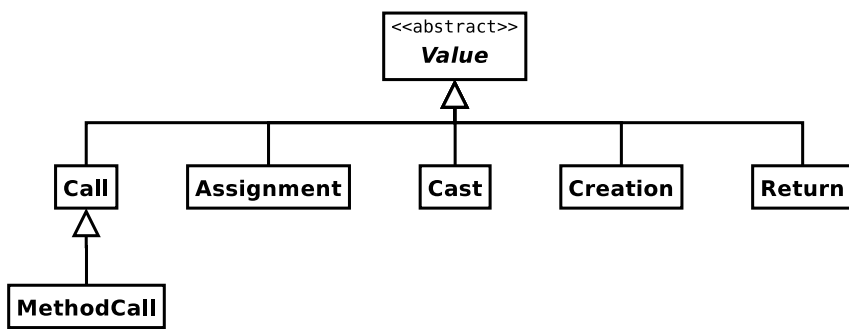 <<abstract>>
Value
Call
Assignment
Cast
Creation
Return
MethodCall